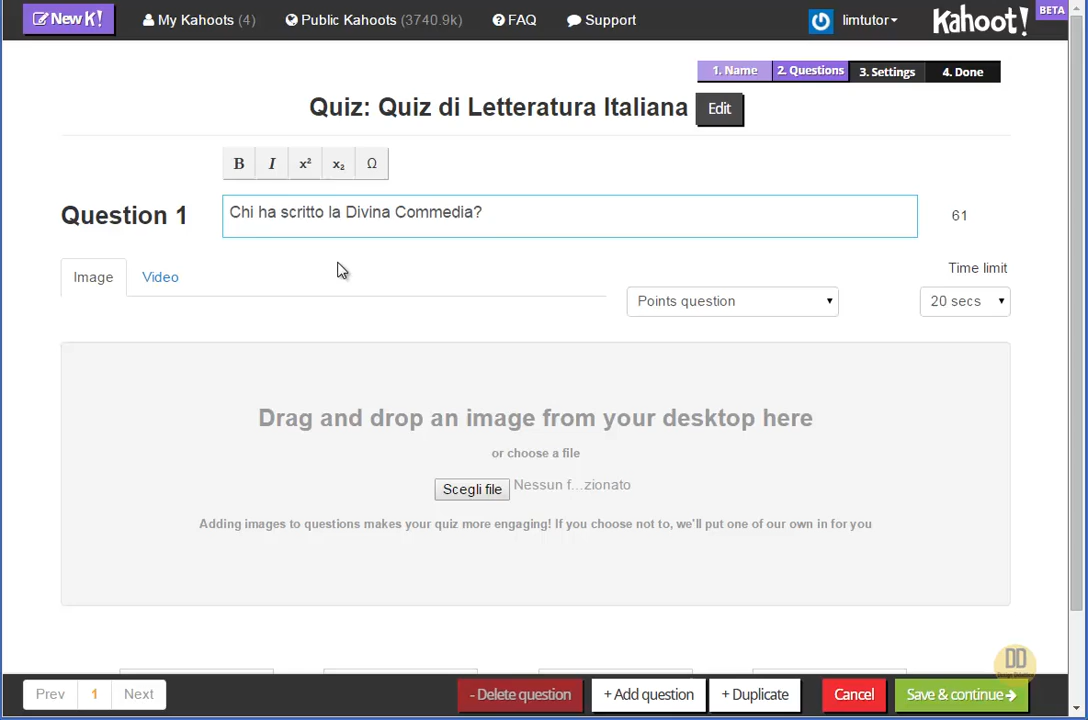 New K!
My Kahoots (4)
Public Kahoots (3740.9k)
FAQ
Support
limtutor
Kahoot!
BETA
1. Name
2. Questions
3. Settings
4. Done
Quiz: Quiz di Letteratura Italiana
Edit
B I x² x₂ Ω
Question 1
Chi ha scritto la Divina Commedia?
61
Image
Video
Time limit
Points question
20 secs
Drag and drop an image from your desktop here
or choose a file
Scegli file
Nessun f...zionato
Adding images to questions makes your quiz more engaging! If you choose not to, we'll put one of our own in for you
DD
Prev
1
Next
- Delete question
+ Add question
+ Duplicate
Cancel
Save & continue